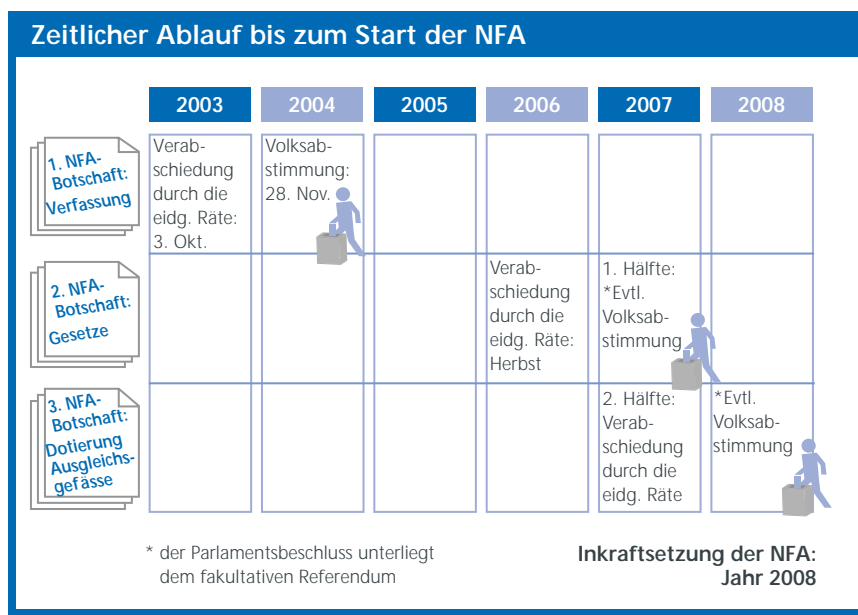 Zeitlicher Ablauf bis zum Start der NFA
2003
2004
2005
2006
2007
2008
1. NFA-
Botschaft:
Verfassung
Verab-
schiedung
durch die
eidg. Räte:
3. Okt.
Volksab-
stimmung:
28. Nov.
2. NFA-
Botschaft:
Gesetze
Verab-
schiedung
durch die
eidg. Räte:
Herbst
1. Hälfte:
*Evtl.
Volksab-
stimmung
3. NFA-
Botschaft:
Dotierung
Ausgleichs-
gefässe
2. Hälfte:
Verab-
schiedung
durch die
eidg. Räte
*Evtl.
Volksab-
stimmung
* der Parlamentsbeschluss unterliegt
dem fakultativen Referendum
Inkraftsetzung der NFA:
Jahr 2008